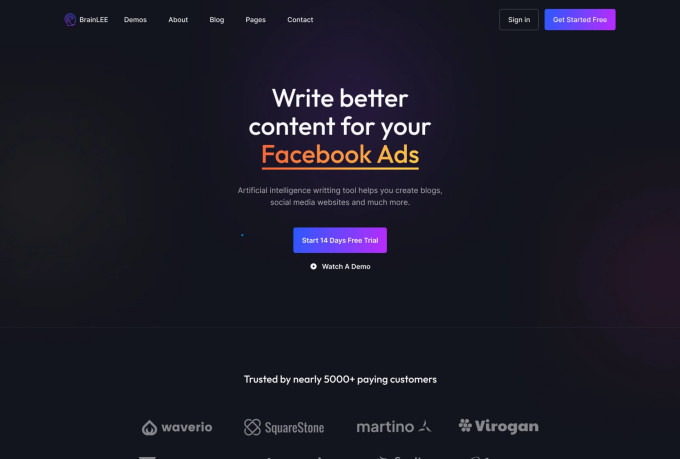 BrainLEE
Demos
About
Blog
Pages
Contact
Sign in
Get Started Free
Write better
content for your
Facebook Ads
Artificial intelligence writting tool helps you create blogs,
social media websites and much more.
Start 14 Days Free Trial
Watch A Demo
Trusted by nearly 5000+ paying customers
waverio
SquareStone
martino
Virogan